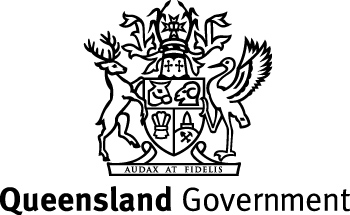 AUDAX AT FIDELIS
Queensland Government